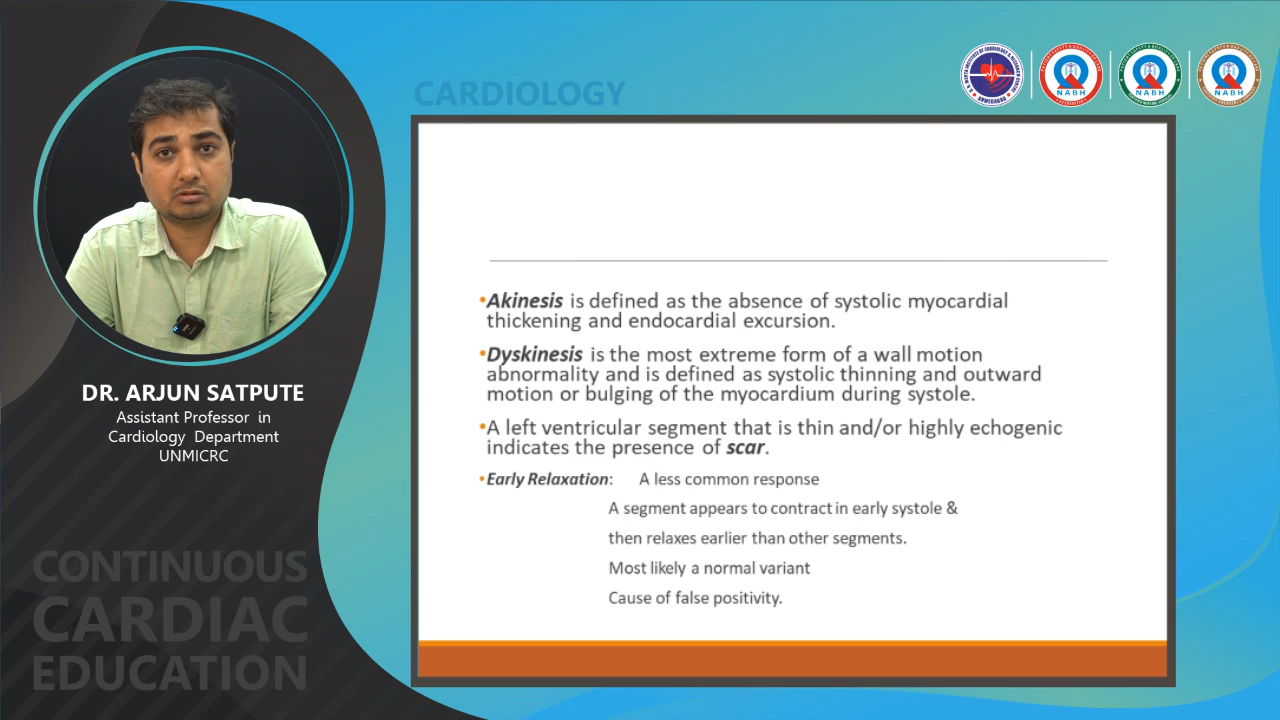 CARDIOLOGY
NABH
NABH
NABH
•Akinesis is defined as the absence of systolic myocardial
thickening and endocardial excursion.
•Dyskinesis is the most extreme form of a wall motion
abnormality and is defined as systolic thinning and outward
motion or bulging of the myocardium during systole.
•A left ventricular segment that is thin and/or highly echogenic
indicates the presence of scar.
•Early Relaxation: A less common response
A segment appears to contract in early systole &
then relaxes earlier than other segments.
Most likely a normal variant
Cause of false positivity.
DR. ARJUN SATPUTE
Assistant Professor in
Cardiology Department
UNMICRC
CONTINUOUS
CARDIAC
EDUCATION